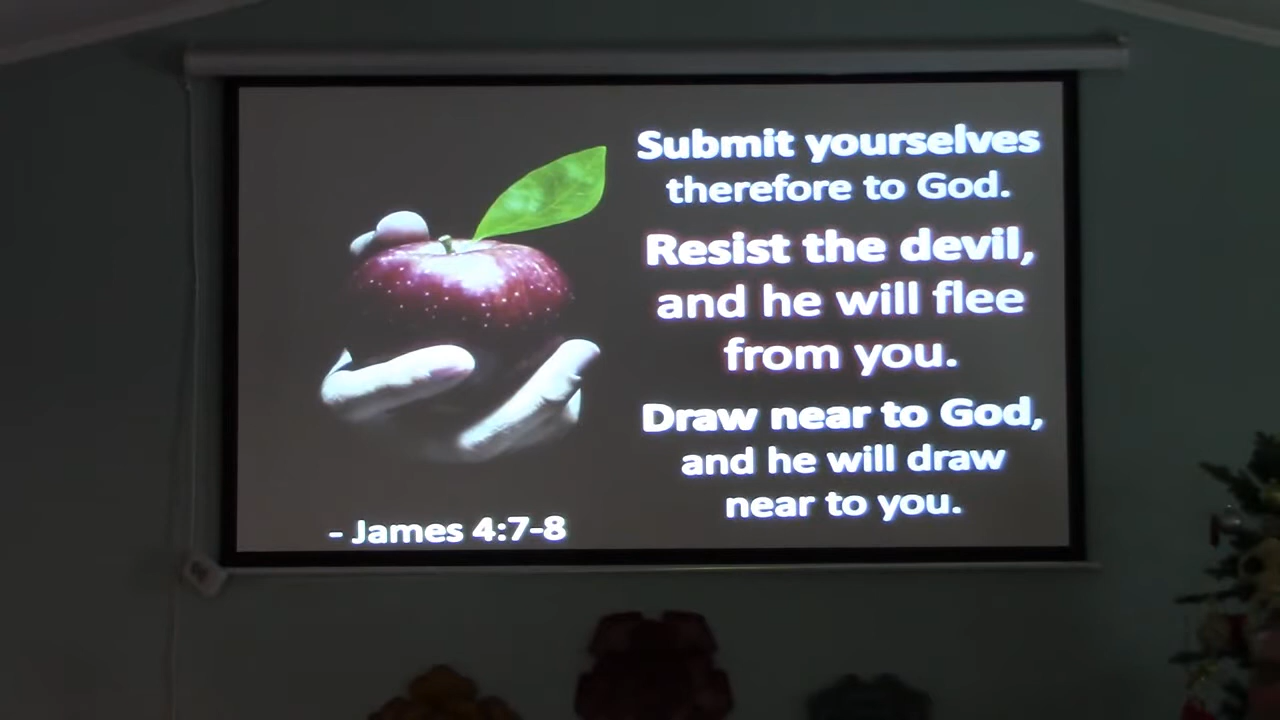 Submit yourselves
therefore to God.
Resist the devil,
and he will flee
from you.
Draw near to God,
and he will draw
near to you.
- James 4:7-8